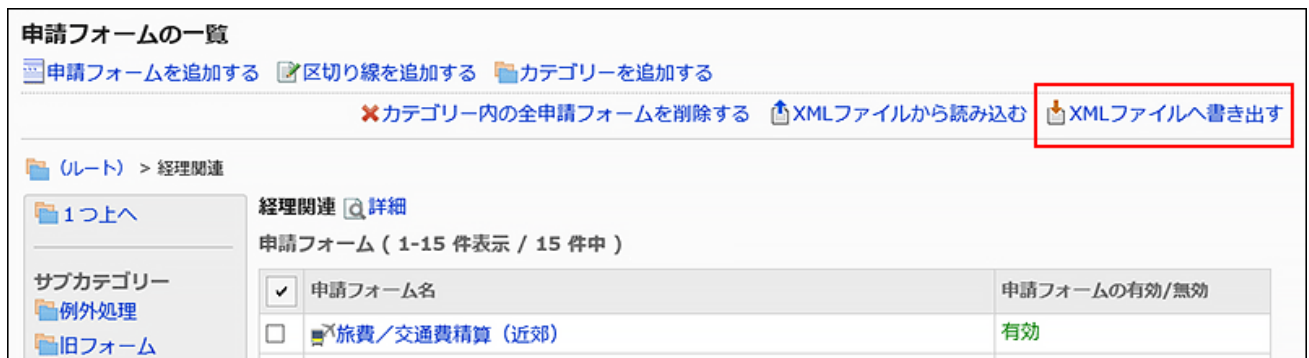 申請フォームの一覧
申請フォームを追加する 区切り線を追加する カテゴリーを追加する
カテゴリー内の全申請フォームを削除する XMLファイルから読み込む XMLファイルへ書き出す
（ルート） > 経理関連
1つ上へ
サブカテゴリー
例外処理
旧フォーム
経理関連 詳細
申請フォーム ( 1-15 件表示 / 15 件中 )
申請フォーム名 申請フォームの有効/無効
旅費／交通費精算（近郊） 有効